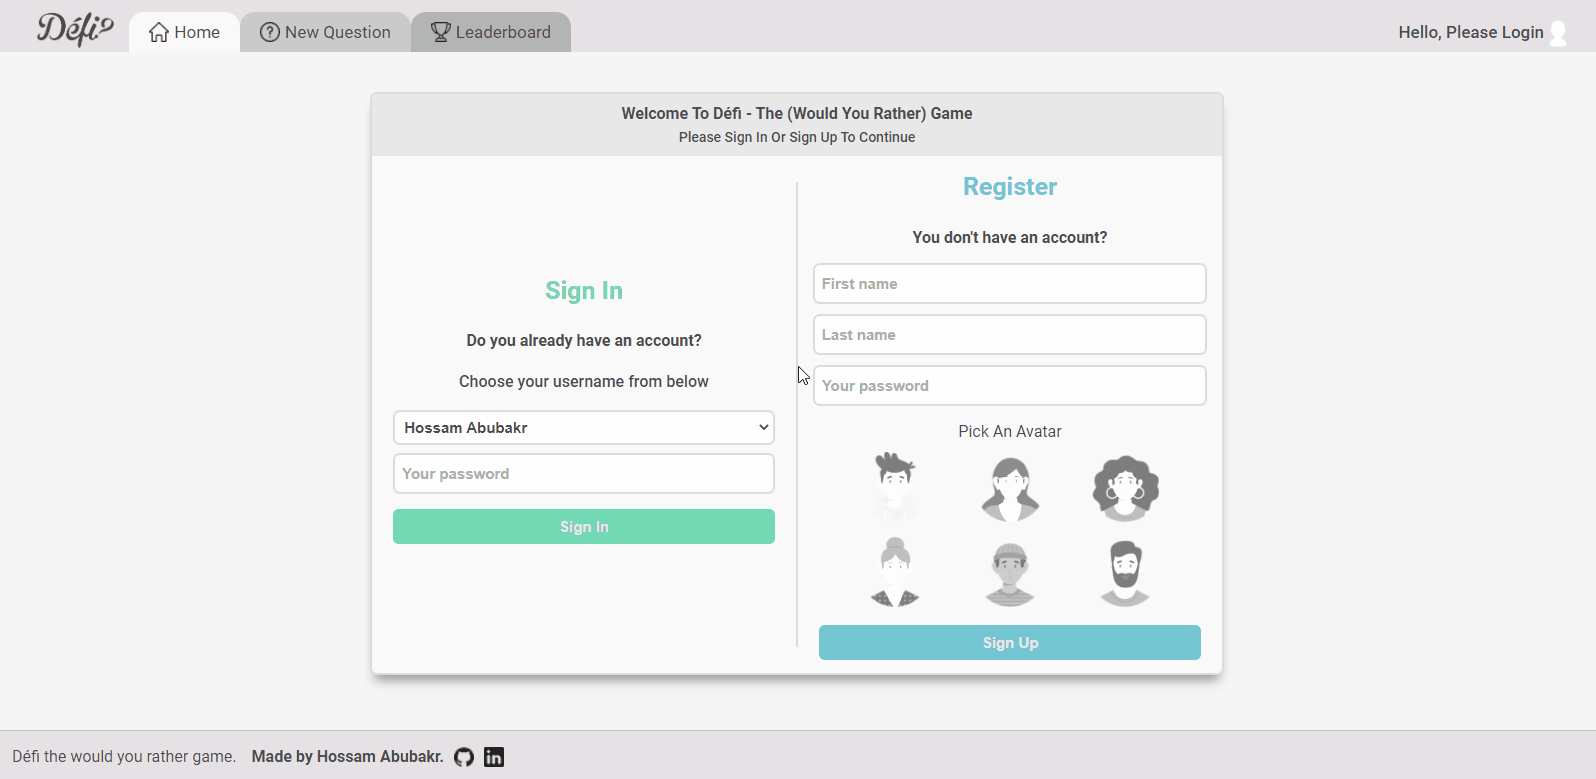 Défi?
Home
New Question
Leaderboard
Hello, Please Login
Welcome To Défi - The (Would You Rather) Game
Please Sign In Or Sign Up To Continue
Sign In
Do you already have an account?
Choose your username from below
Hossam Abubakr
Your password
Sign In
Register
You don't have an account?
First name
Last name
Your password
Pick An Avatar
Sign Up
Défi the would you rather game. Made by Hossam Abubakr. in